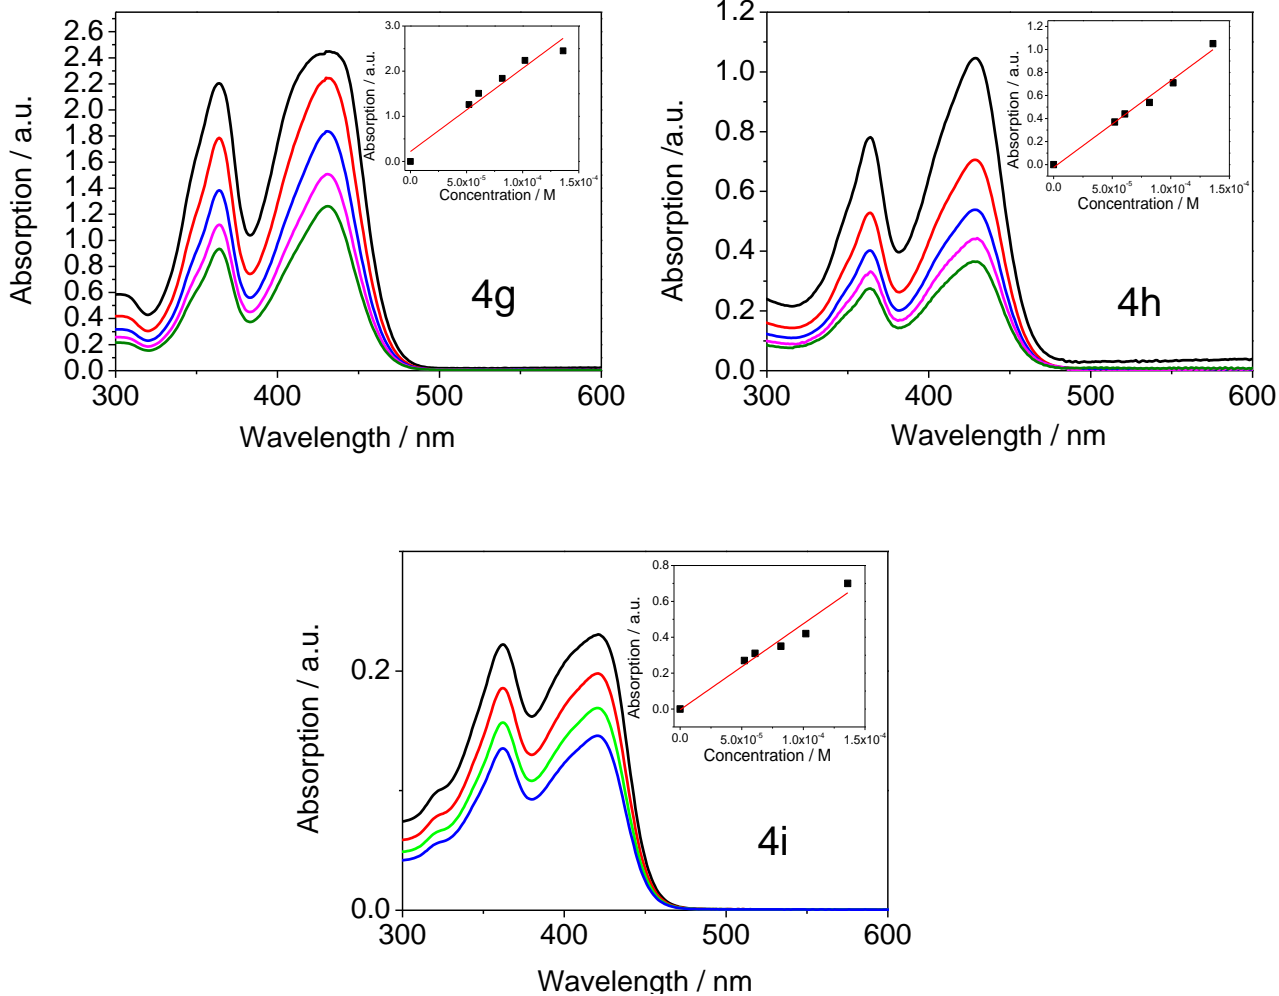 2.6
2.4
2.2
2.0
1.8
1.6
1.4
1.2
1.0
0.8
0.6
0.4
0.2
0.0
300
400
500
600
Absorption / a.u.
Wavelength / nm
4g
3.0
2.0
1.0
0.0
0.0
5.0x10-5
1.0x10-4
1.5x10-4
Absorption / a.u.
Concentration / M
1.2
1.0
0.8
0.6
0.4
0.2
0.0
300
400
500
600
Absorption /a.u.
Wavelength / nm
4h
1.2
1.0
0.8
0.6
0.4
0.2
0.0
0.0
5.0x10-5
1.0x10-4
1.5x10-4
Absorption / a.u.
Concentration / M
0.2
0.0
300
400
500
600
Absorption / a.u.
Wavelength / nm
4i
0.8
0.6
0.4
0.2
0.0
0.0
5.0x10-5
1.0x10-4
1.5x10-4
Absorption / a.u.
Concentration / M